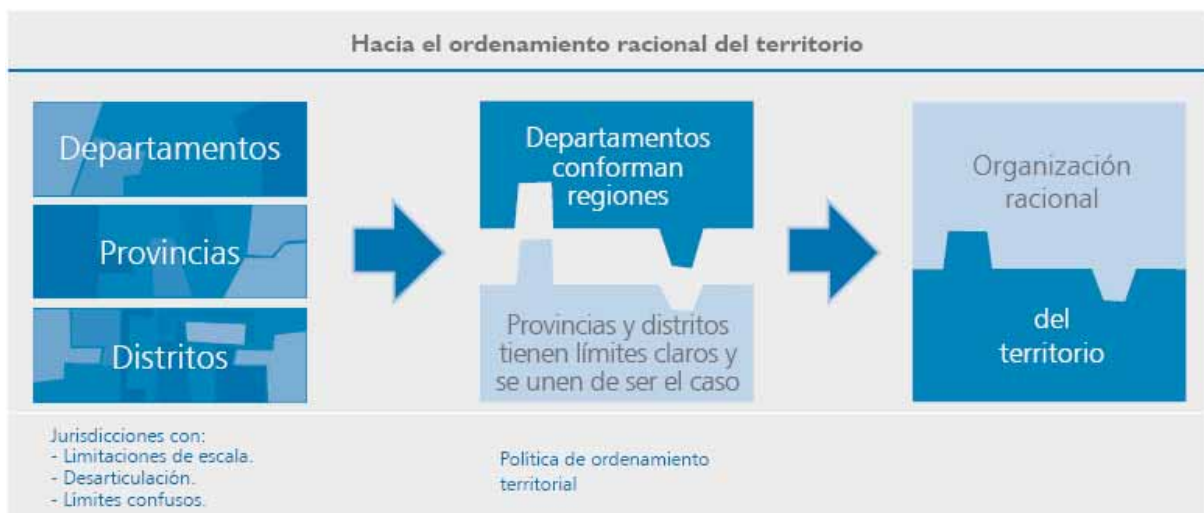 Hacia el ordenamiento racional del territorio
Departamentos
Provincias
Distritos
Jurisdicciones con:
- Limitaciones de escala.
- Desarticulación.
- Límites confusos.
Departamentos
conforman
regiones
Provincias y distritos
tienen límites claros y
se unen de ser el caso
Política de ordenamiento
territorial
Organización
racional
del
territorio